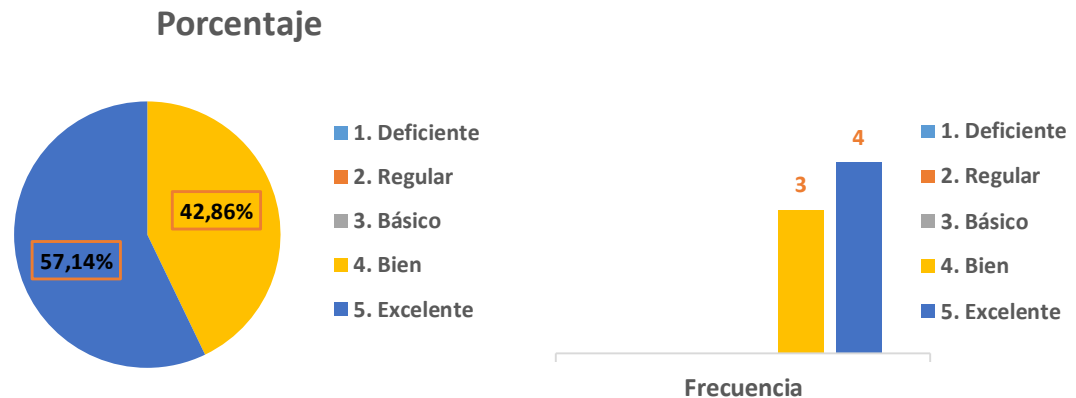 Porcentaje
42,86%
57,14%
1. Deficiente
2. Regular
3. Básico
4. Bien
5. Excelente
3
4
Frecuencia
1. Deficiente
2. Regular
3. Básico
4. Bien
5. Excelente